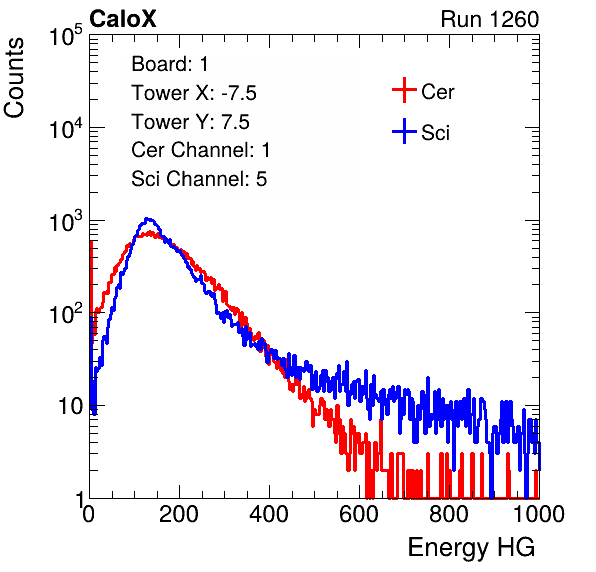 CaloX Run 1260
Counts
10^5
10^4
10^3
10^2
10
1
Board: 1
Tower X: -7.5
Tower Y: 7.5
Cer Channel: 1
Sci Channel: 5
Cer
Sci
0 200 400 600 800 1000
Energy HG